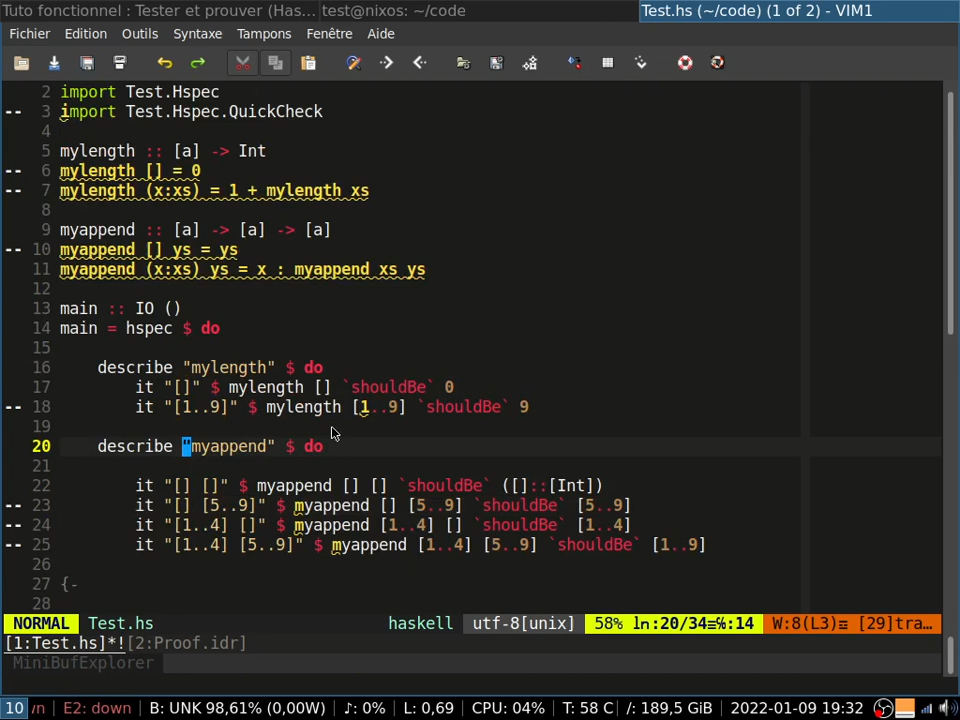 Tuto fonctionnel : Tester et prouver (Has... test@nixos: ~/code Test.hs (~/code) (1 of 2) - VIM1
Fichier Edition Outils Syntaxe Tampons Fenêtre Aide
2 import Test.Hspec
-- 3 import Test.Hspec.QuickCheck
4
5 mylength :: [a] -> Int
-- 6 mylength [] = 0
-- 7 mylength (x:xs) = 1 + mylength xs
8
9 myappend :: [a] -> [a] -> [a]
-- 10 myappend [] ys = ys
11 myappend (x:xs) ys = x : myappend xs ys
12
13 main :: IO ()
14 main = hspec $ do
15
16 describe "mylength" $ do
17 it "[]" $ mylength [] `shouldBe` 0
-- 18 it "[1..9]" $ mylength [1..9] `shouldBe` 9
19
20 describe "myappend" $ do
21
22 it "[] []" $ myappend [] [] `shouldBe` ([]::[Int])
-- 23 it "[] [5..9]" $ myappend [] [5..9] `shouldBe` [5..9]
-- 24 it "[1..4] []" $ myappend [1..4] [] `shouldBe` [1..4]
-- 25 it "[1..4] [5..9]" $ myappend [1..4] [5..9] `shouldBe` [1..9]
26
27 {-
28
NORMAL Test.hs haskell utf-8[unix] 58% ln:20/34≡℅:14 W:8(L3) [29]tra…
[1:Test.hs]*![2:Proof.idr]
MiniBufExplorer
10 wn E2: down B: UNK 98,61% (0,00W) ♪: 0% L: 0,69 CPU: 04% T: 58 C /: 189,5 GiB 2022-01-09 19:32